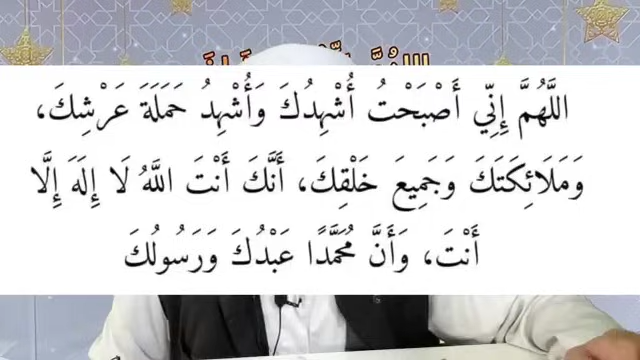 اللَّهُمَّ إِنِّي أَصْبَحْتُ أُشْهِدُكَ وَأُشْهِدُ حَمَلَةَ عَرْشِكَ،
وَمَلَائِكَتَكَ وَجَمِيعَ خَلْقِكَ، أَنَّكَ أَنْتَ اللَّهُ لَا إِلَهَ إِلَّا
أَنْتَ، وَأَنَّ مُحَمَّدًا عَبْدُكَ وَرَسُولُكَ